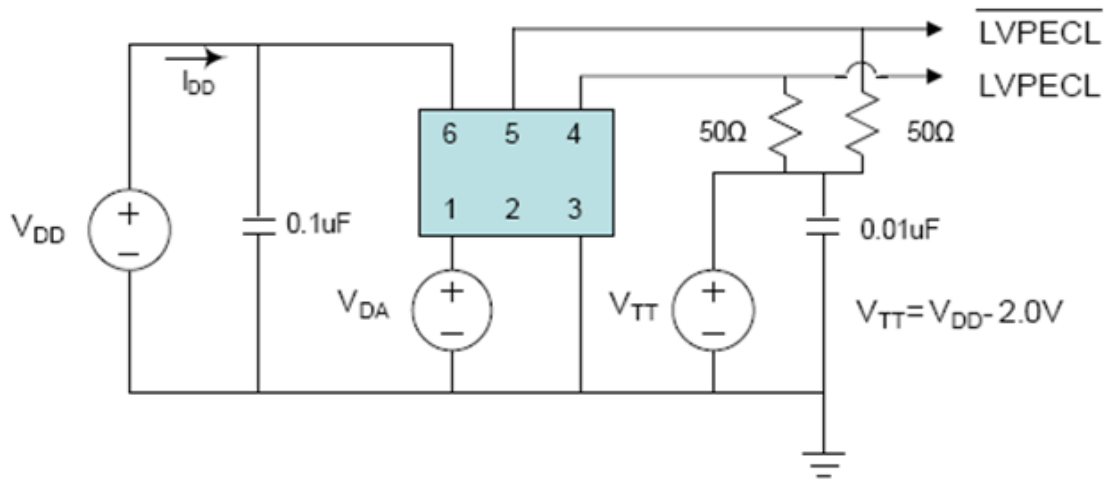 LVPECL
LVPECL
I_DD
50Ω 50Ω
6 5 4
1 2 3
V_DD
0.1uF
0.01uF
V_DA
V_TT
V_TT=V_DD-2.0V
+
−
+
−
+
−